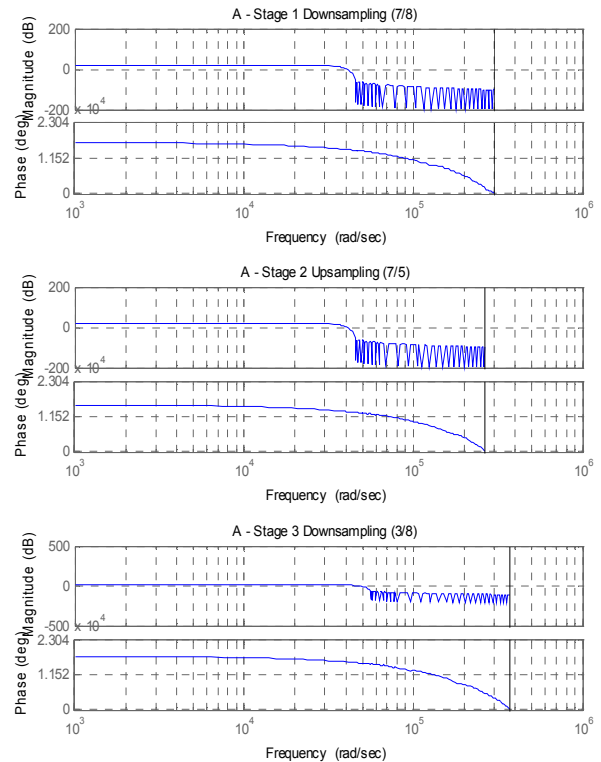 A - Stage 1 Downsampling (7/8)
Magnitude (dB)
200
0
-200
x 10^4
Phase (deg)
2.304
1.152
0
10^3
10^4
10^5
10^6
Frequency (rad/sec)
A - Stage 2 Upsampling (7/5)
Magnitude (dB)
200
0
-200
x 10^4
Phase (deg)
2.304
1.152
0
10^3
10^4
10^5
10^6
Frequency (rad/sec)
A - Stage 3 Downsampling (3/8)
Magnitude (dB)
500
0
-500
x 10^4
Phase (deg)
2.304
1.152
0
10^3
10^4
10^5
10^6
Frequency (rad/sec)